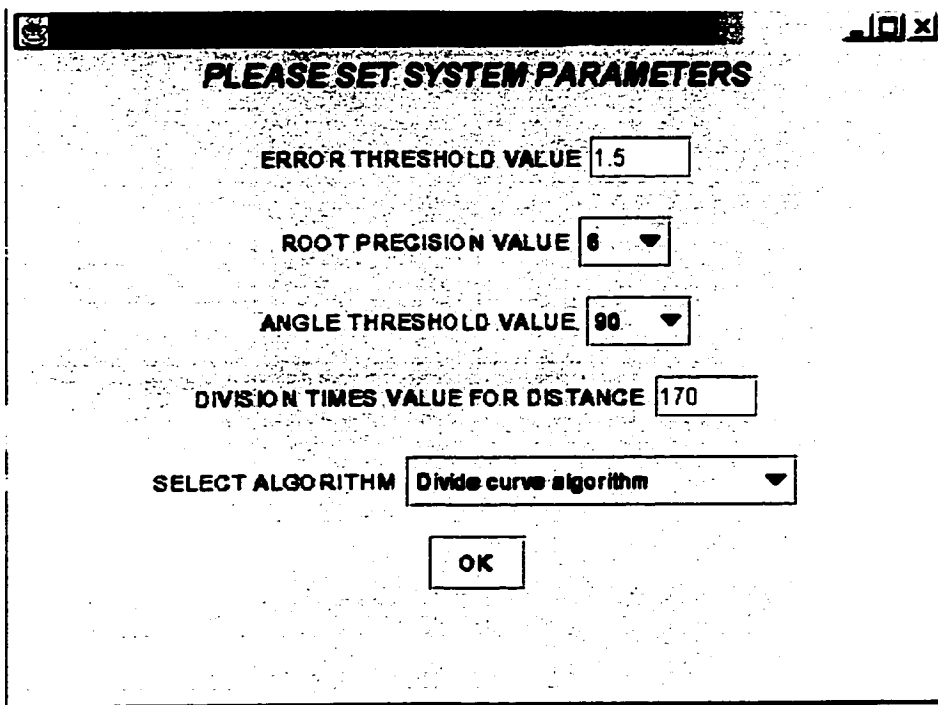 PLEASE SET SYSTEM PARAMETERS
ERROR THRESHOLD VALUE 1.5
ROOT PRECISION VALUE 6
ANGLE THRESHOLD VALUE 90
DIVISION TIMES VALUE FOR DISTANCE 170
SELECT ALGORITHM Divide curve algorithm
OK